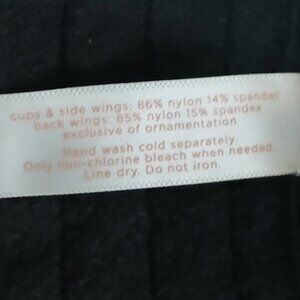 cups & side wings: 86% nylon 14% spandex
back wings: 85% nylon 15% spandex
exclusive of ornamentation
Hand wash cold separately
Only non-chlorine bleach when needed.
Line dry. Do not iron.